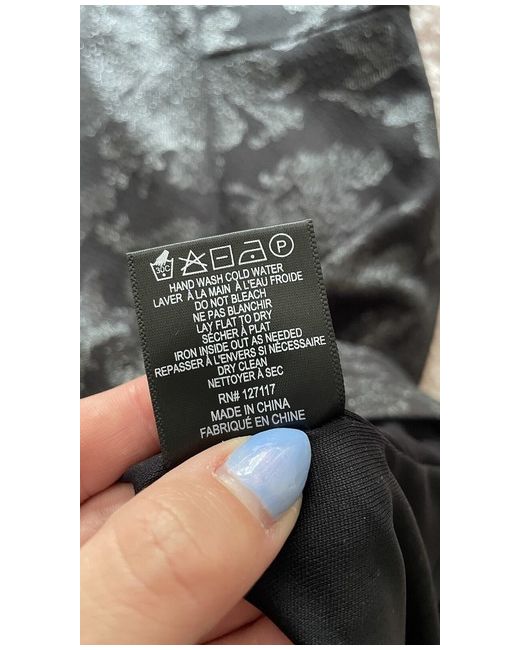 30C P
HAND WASH COLD WATER
LAVER À LA MAIN À L'EAU FROIDE
DO NOT BLEACH
NE PAS BLANCHIR
LAY FLAT TO DRY
SÉCHER À PLAT
IRON INSIDE OUT AS NEEDED
REPASSER À L'ENVERS SI NÉCESSAIRE
DRY CLEAN
NETTOYER À SEC
RN# 127117
MADE IN CHINA
FABRIQUÉ EN CHINE